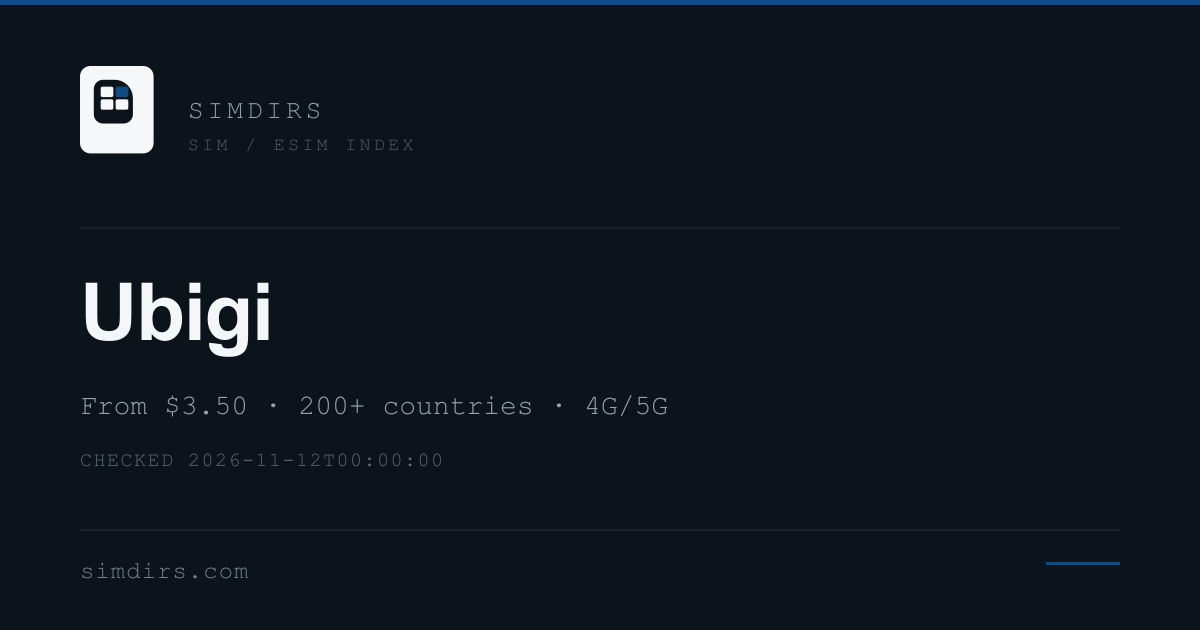 SIMDIRS
SIM / ESIM INDEX
Ubigi
From $3.50 · 200+ countries · 4G/5G
CHECKED 2026-11-12T00:00:00
simdirs.com